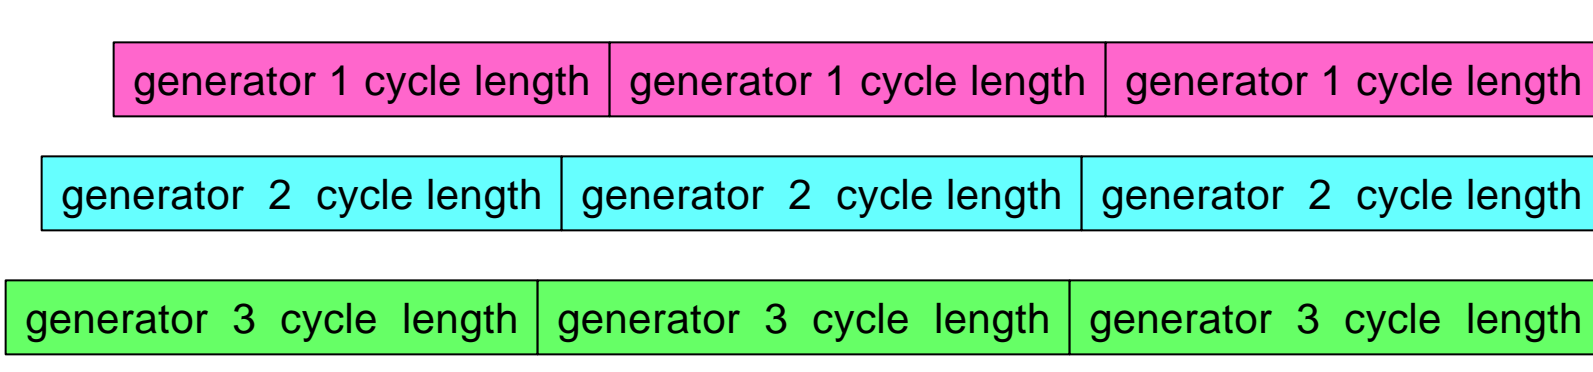 generator 1 cycle length generator 1 cycle length generator 1 cycle length
generator 2 cycle length generator 2 cycle length generator 2 cycle length
generator 3 cycle length generator 3 cycle length generator 3 cycle length